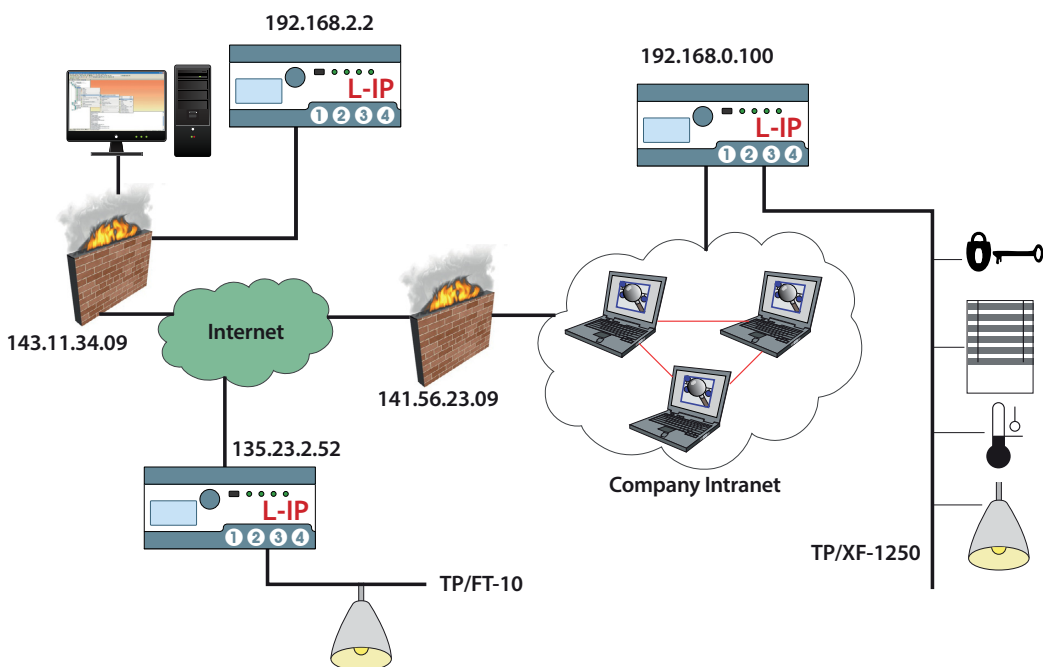 192.168.2.2
192.168.0.100
L-IP
1 2 3 4
L-IP
1 2 3 4
Internet
143.11.34.09
141.56.23.09
135.23.2.52
Company Intranet
L-IP
1 2 3 4
TP/XF-1250
TP/FT-10